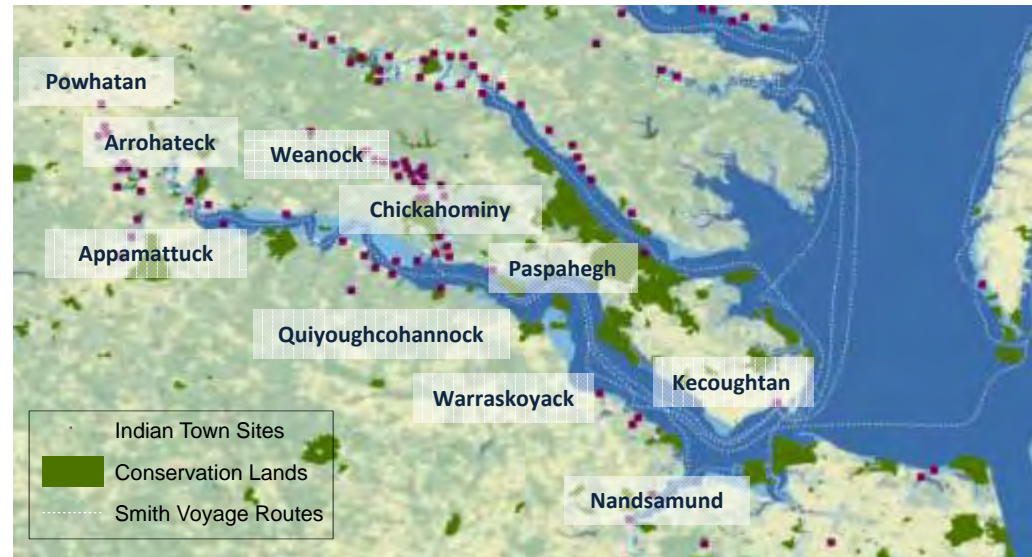 Powhatan
Arrohateck
Weanock
Chickahominy
Appamattuck
Paspahegh
Quiyoughcohannock
Kecoughtan
Warraskoyack
Nandsamund
Indian Town Sites
Conservation Lands
Smith Voyage Routes